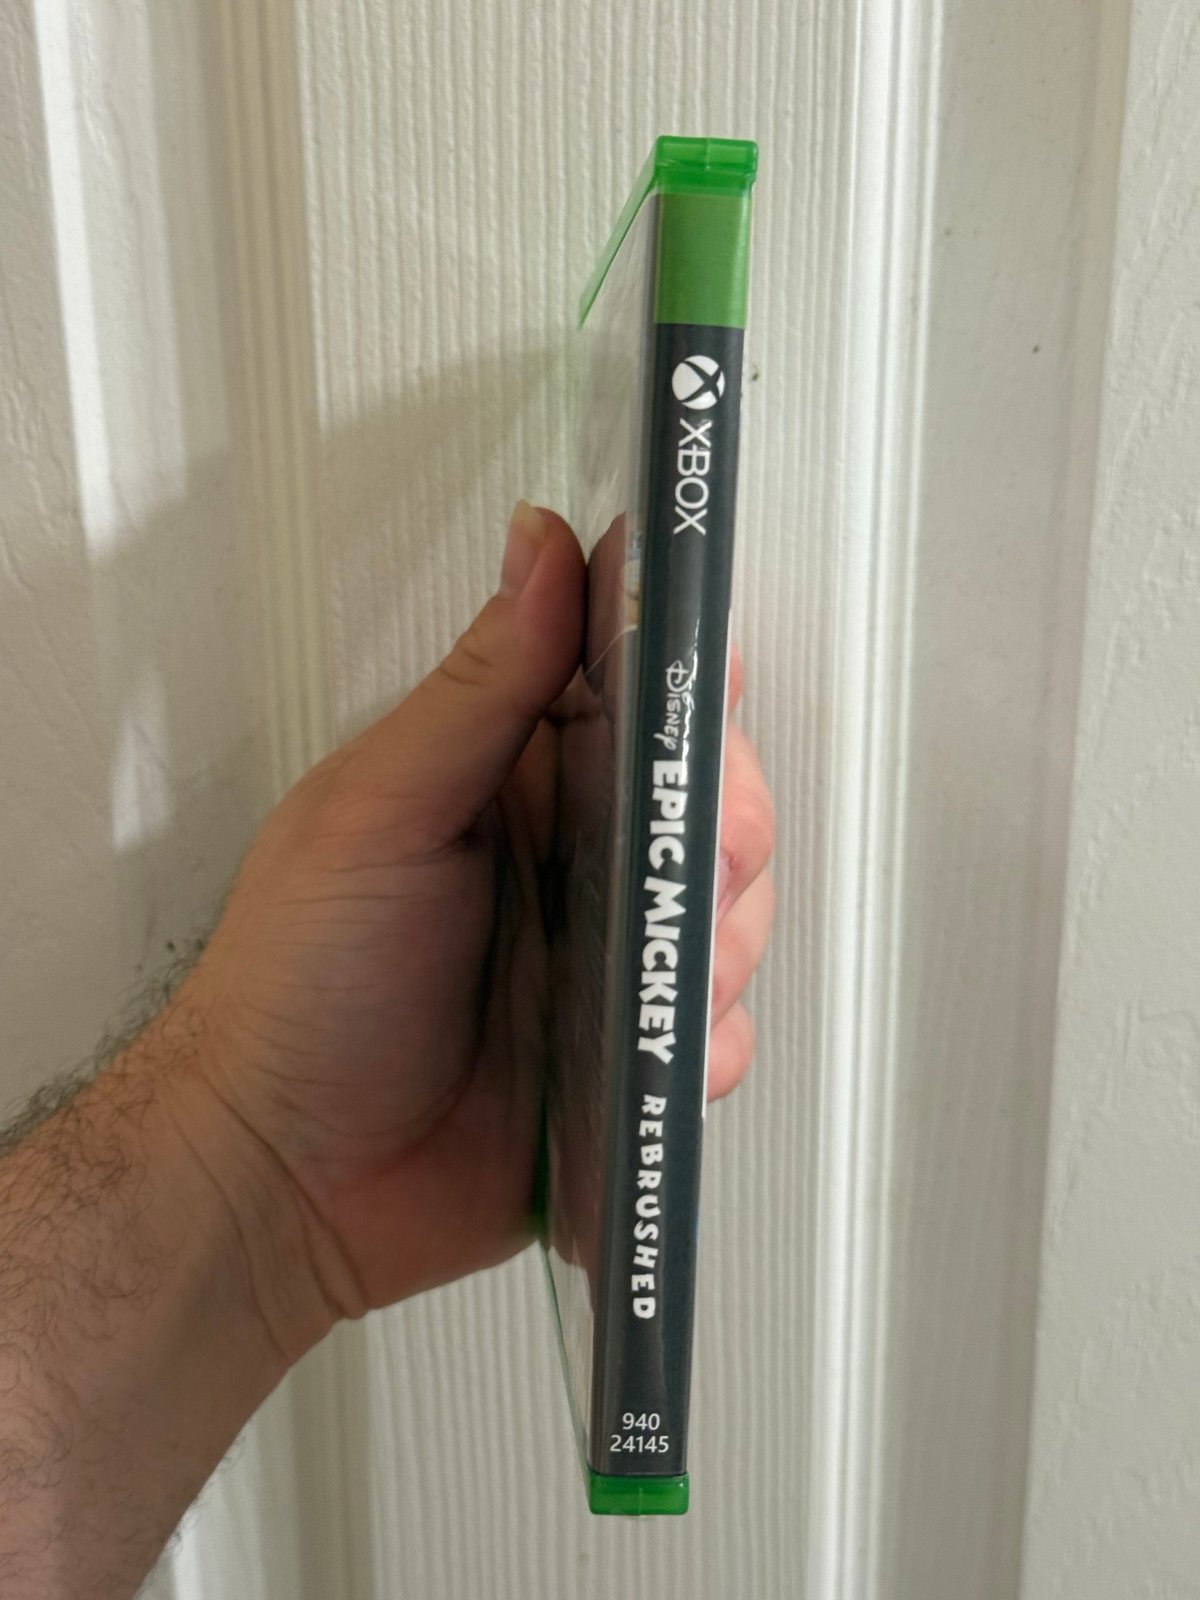 XBOX
Disney
EPIC MICKEY
REBRUSHED
940
24145